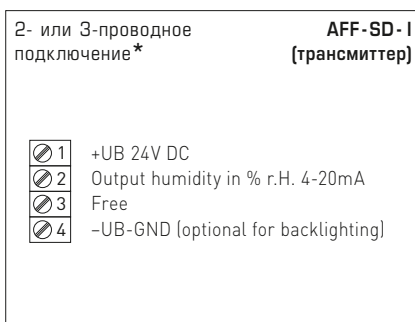 2- или 3-проводное AFF-SD-I
подключение* (трансмиттер)
1 +UB 24V DC
2 Output humidity in % r.H. 4-20mA
3 Free
4 –UB-GND (optional for backlighting)